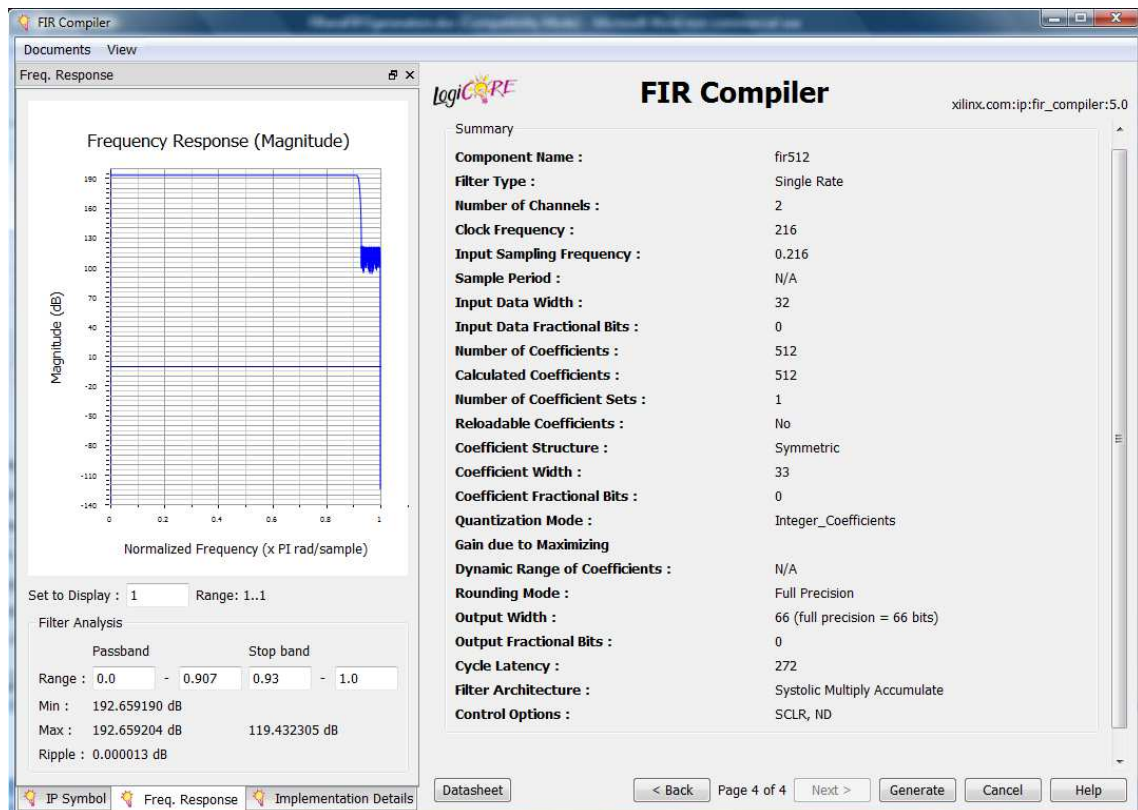 FIR Compiler
Documents View
Freq. Response
Frequency Response (Magnitude)
Magnitude (dB)
190
160
130
100
70
40
10
-20
-50
-80
-110
-140
0 0.2 0.4 0.6 0.8 1
Normalized Frequency (x PI rad/sample)
Set to Display : 1 Range: 1..1
Filter Analysis
Passband Stop band
Range : 0.0 - 0.907 0.93 - 1.0
Min : 192.659190 dB
Max : 192.659204 dB 119.432305 dB
Ripple : 0.000013 dB
IP Symbol Freq. Response Implementation Details
LogiCORE
FIR Compiler
xilinx.com:ip:fir_compiler:5.0
Summary
Component Name : fir512
Filter Type : Single Rate
Number of Channels : 2
Clock Frequency : 216
Input Sampling Frequency : 0.216
Sample Period : N/A
Input Data Width : 32
Input Data Fractional Bits : 0
Number of Coefficients : 512
Calculated Coefficients : 512
Number of Coefficient Sets : 1
Reloadable Coefficients : No
Coefficient Structure : Symmetric
Coefficient Width : 33
Coefficient Fractional Bits : 0
Quantization Mode : Integer_Coefficients
Gain due to Maximizing
Dynamic Range of Coefficients : N/A
Rounding Mode : Full Precision
Output Width : 66 (full precision = 66 bits)
Output Fractional Bits : 0
Cycle Latency : 272
Filter Architecture : Systolic Multiply Accumulate
Control Options : SCLR, ND
Datasheet < Back Page 4 of 4 Next > Generate Cancel Help